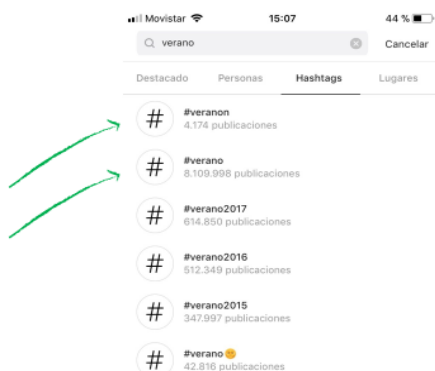 Movistar 15:07 44 %
verano Cancelar
Destacado Personas Hashtags Lugares
# #veranon
4.174 publicaciones
# #verano
8.109.998 publicaciones
# #verano2017
614.850 publicaciones
# #verano2016
512.349 publicaciones
# #verano2015
347.997 publicaciones
# #verano🤫
42.816 publicaciones